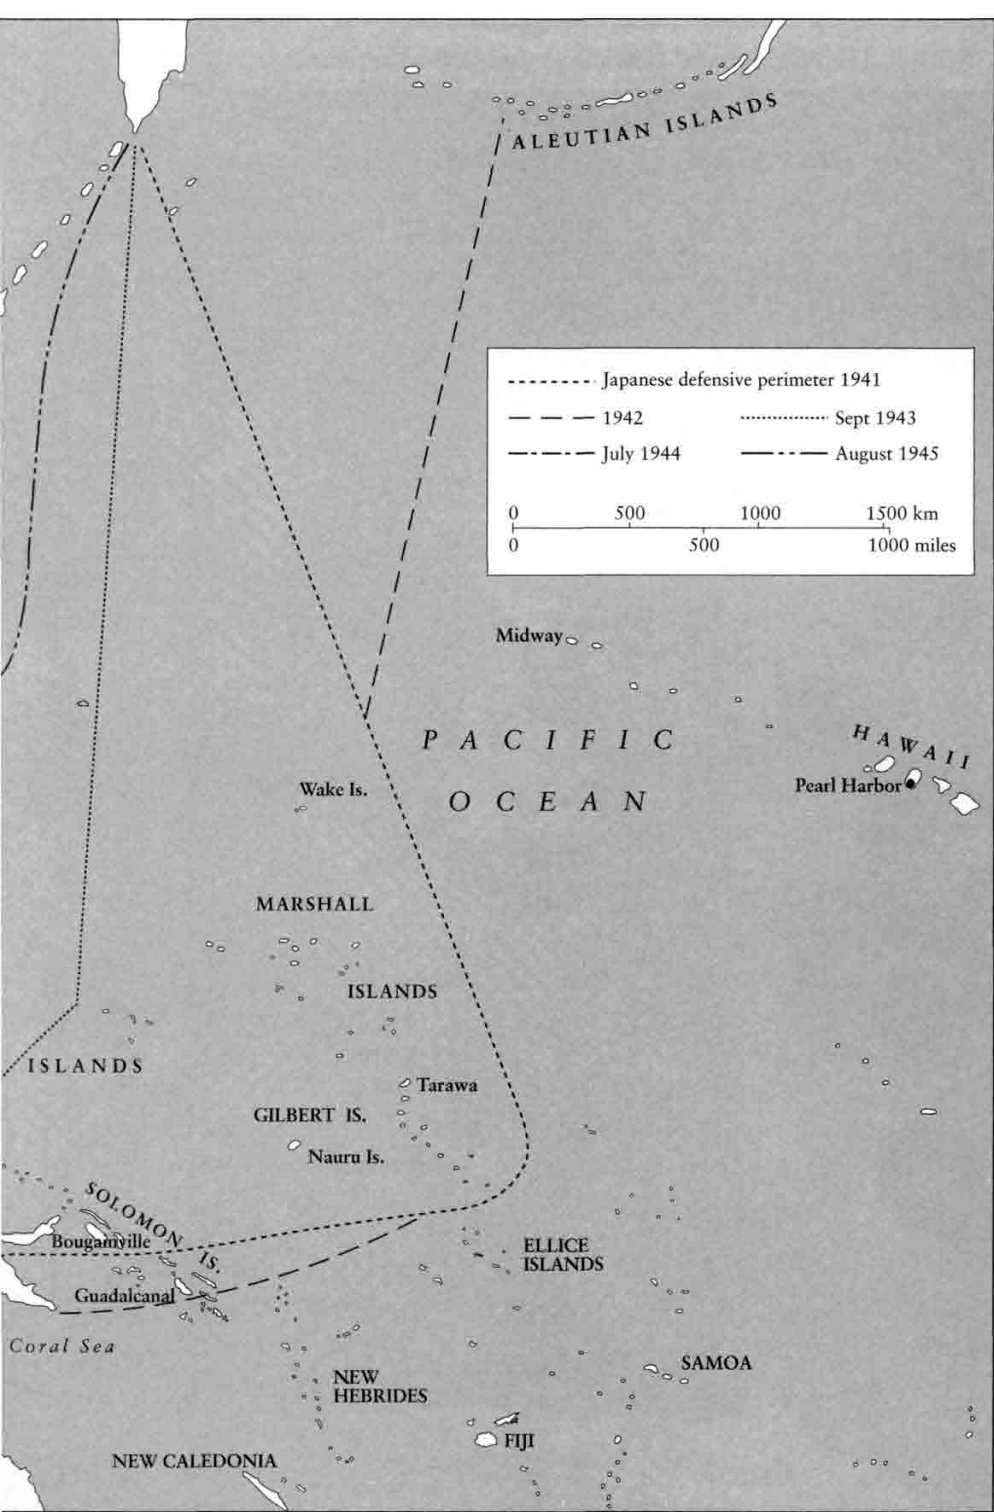 ALEUTIAN ISLANDS
Japanese defensive perimeter 1941
1942
Sept 1943
July 1944
August 1945
0 500 1000 1500 km
0 500 1000 miles
Midway
PACIFIC
OCEAN
HAWAII
Pearl Harbor
Wake Is.
MARSHALL
ISLANDS
ISLANDS
Tarawa
GILBERT IS.
Nauru Is.
SOLOMON IS.
Bougainville
ELLICE
ISLANDS
Guadalcanal
Coral Sea
SAMOA
NEW
HEBRIDES
FIJI
NEW CALEDONIA